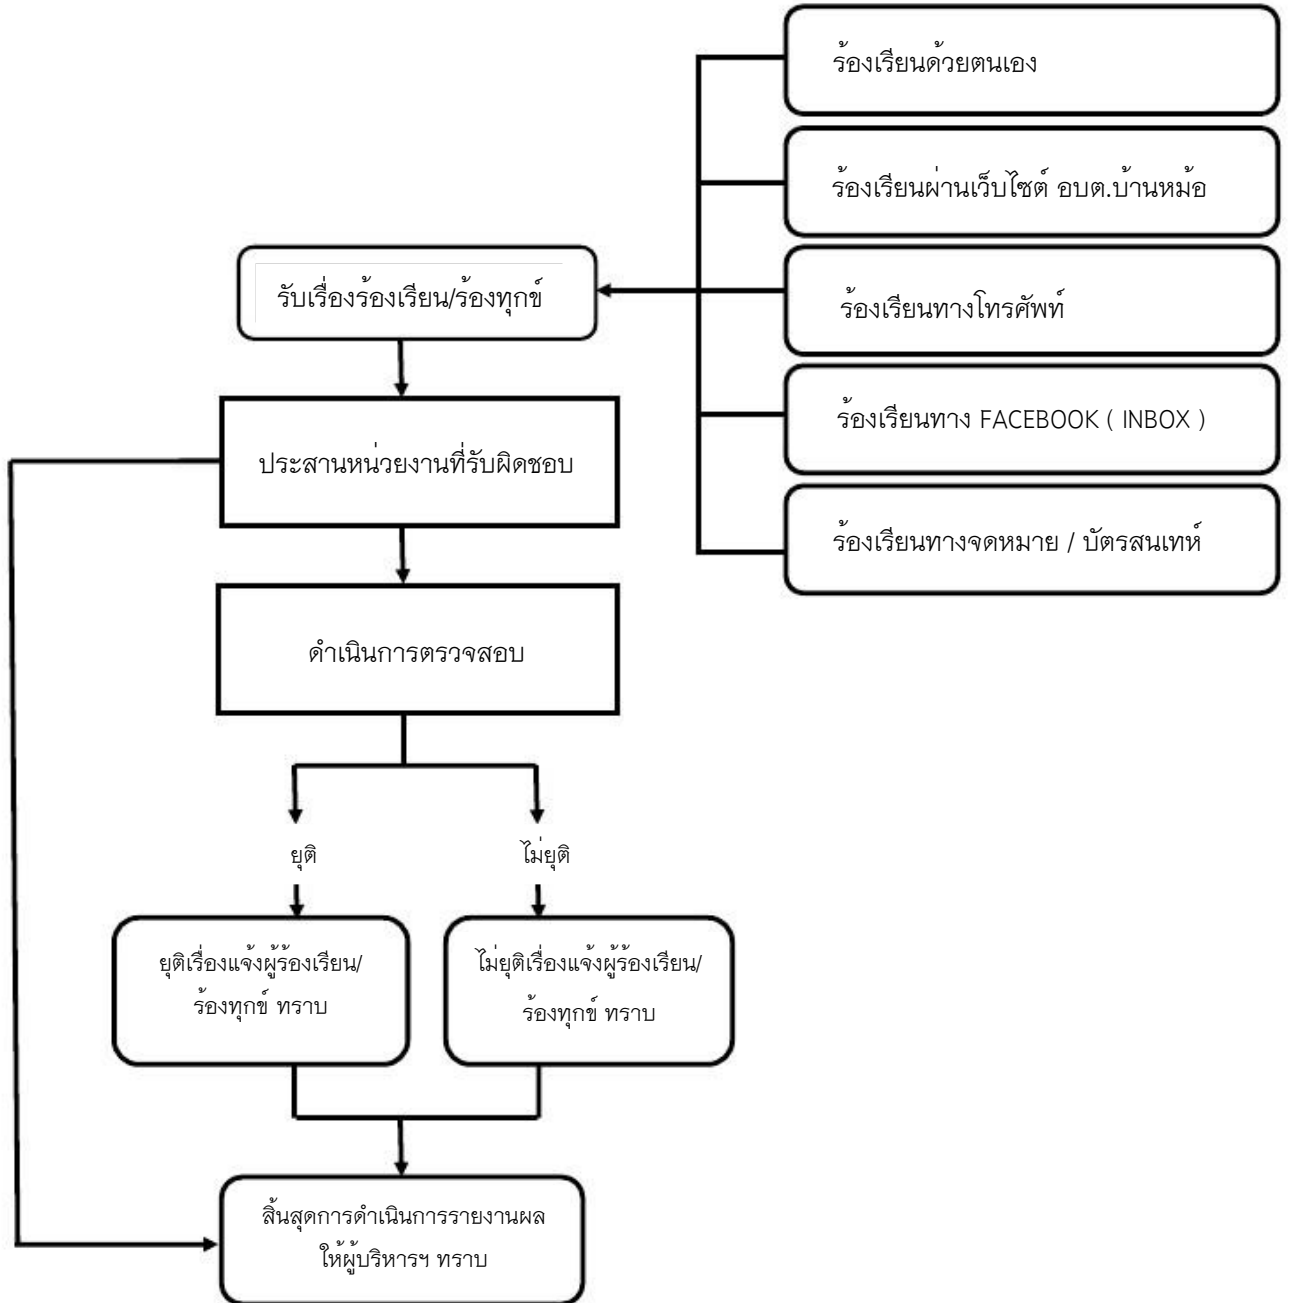 ร้องเรียนด้วยตนเอง
ร้องเรียนผ่านเว็บไซต์ อบต.บ้านหม้อ
รับเรื่องร้องเรียน/ร้องทุกข์
ร้องเรียนทางโทรศัพท์
ร้องเรียนทาง FACEBOOK ( INBOX )
ประสานหน่วยงานที่รับผิดชอบ
ร้องเรียนทางจดหมาย / บัตรสนเทห์
ดำเนินการตรวจสอบ
ยุติ
ไม่ยุติ
ยุติเรื่องแจ้งผู้ร้องเรียน/
ร้องทุกข์ ทราบ
ไม่ยุติเรื่องแจ้งผู้ร้องเรียน/
ร้องทุกข์ ทราบ
สิ้นสุดการดำเนินการรายงานผล
ให้ผู้บริหารฯ ทราบ